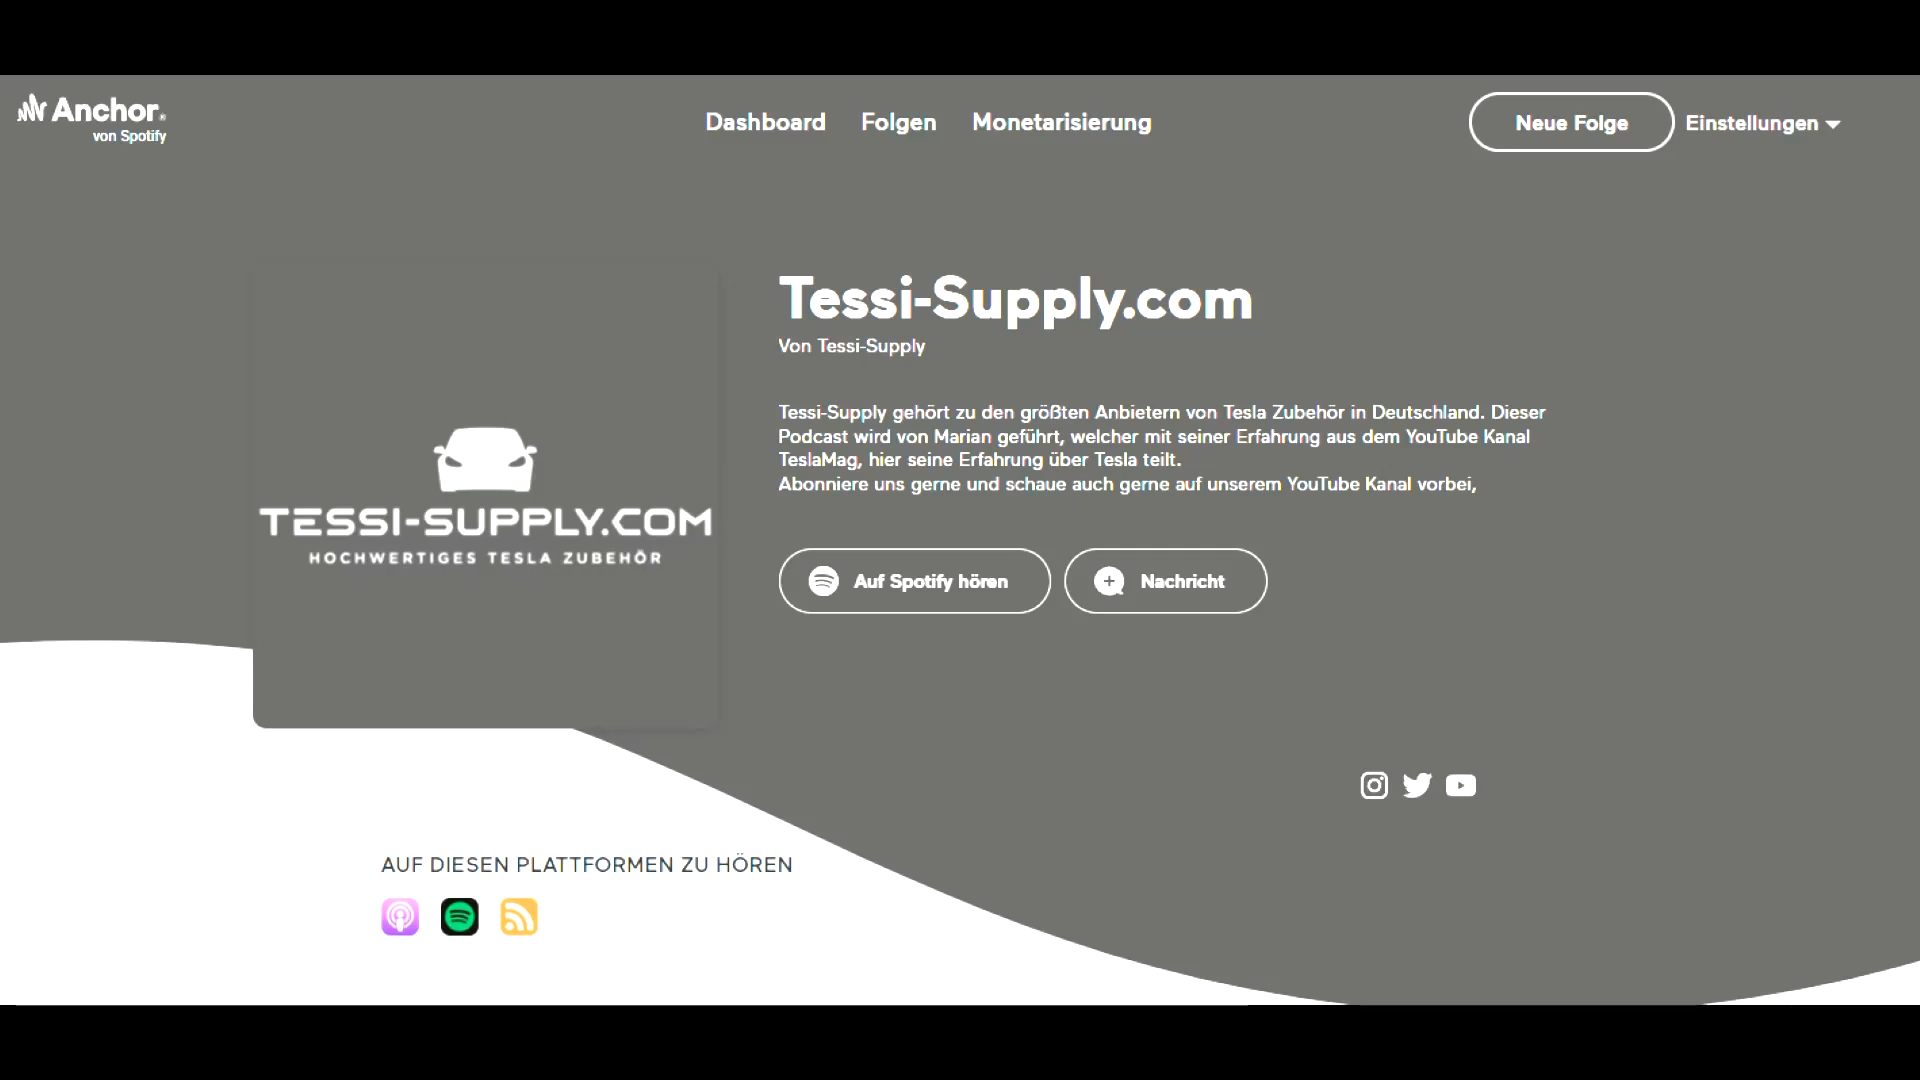 Anchor®
von Spotify
Dashboard
Folgen
Monetarisierung
Neue Folge
Einstellungen
TESSI-SUPPLY.COM
HOCHWERTIGES TESLA ZUBEHÖR
Tessi-Supply.com
Von Tessi-Supply
Tessi-Supply gehört zu den größten Anbietern von Tesla Zubehör in Deutschland. Dieser
Podcast wird von Marian geführt, welcher mit seiner Erfahrung aus dem YouTube Kanal
TeslaMag, hier seine Erfahrung über Tesla teilt.
Abonniere uns gerne und schaue auch gerne auf unserem YouTube Kanal vorbei,
Auf Spotify hören
Nachricht
AUF DIESEN PLATTFORMEN ZU HÖREN